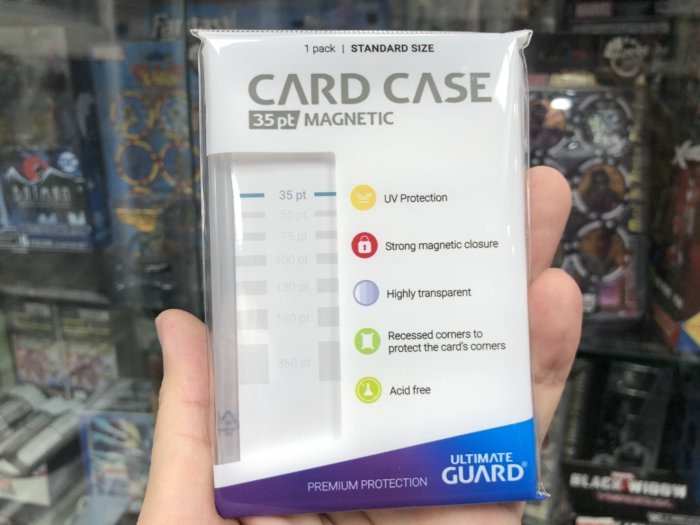 1 pack | STANDARD SIZE
CARD CASE
35 pt MAGNETIC
35 pt
55 pt
75 pt
100 pt
130 pt
180 pt
360 pt
UV Protection
Strong magnetic closure
Highly transparent
Recessed corners to
protect the card's corners
Acid free
PREMIUM PROTECTION
ULTIMATE
GUARD
BLACK WIDOW